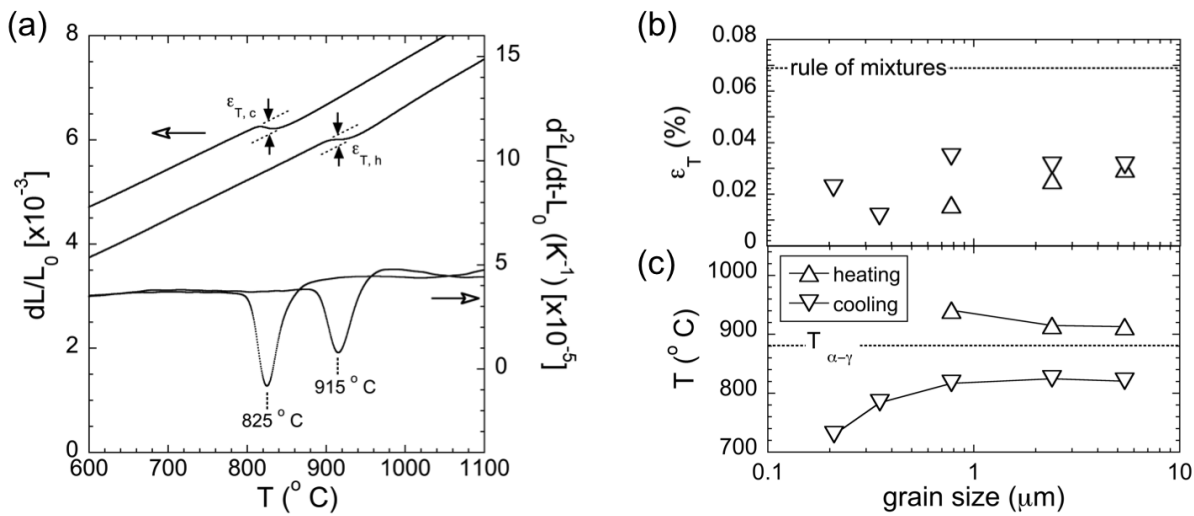 (a)
8
6
4
2
0
dL/L0 [x10-3]
εT, c
εT, h
15
10
5
0
d2L/dt-L0 (K-1) [x10-5]
825 ° C
915 ° C
600 700 800 900 1000 1100
T (° C)
(b)
0.08
0.06
0.04
0.02
0
εT (%)
rule of mixtures
(c)
1000
900
800
700
T (° C)
heating
cooling
Tα−γ
0.1 1 10
grain size (μm)